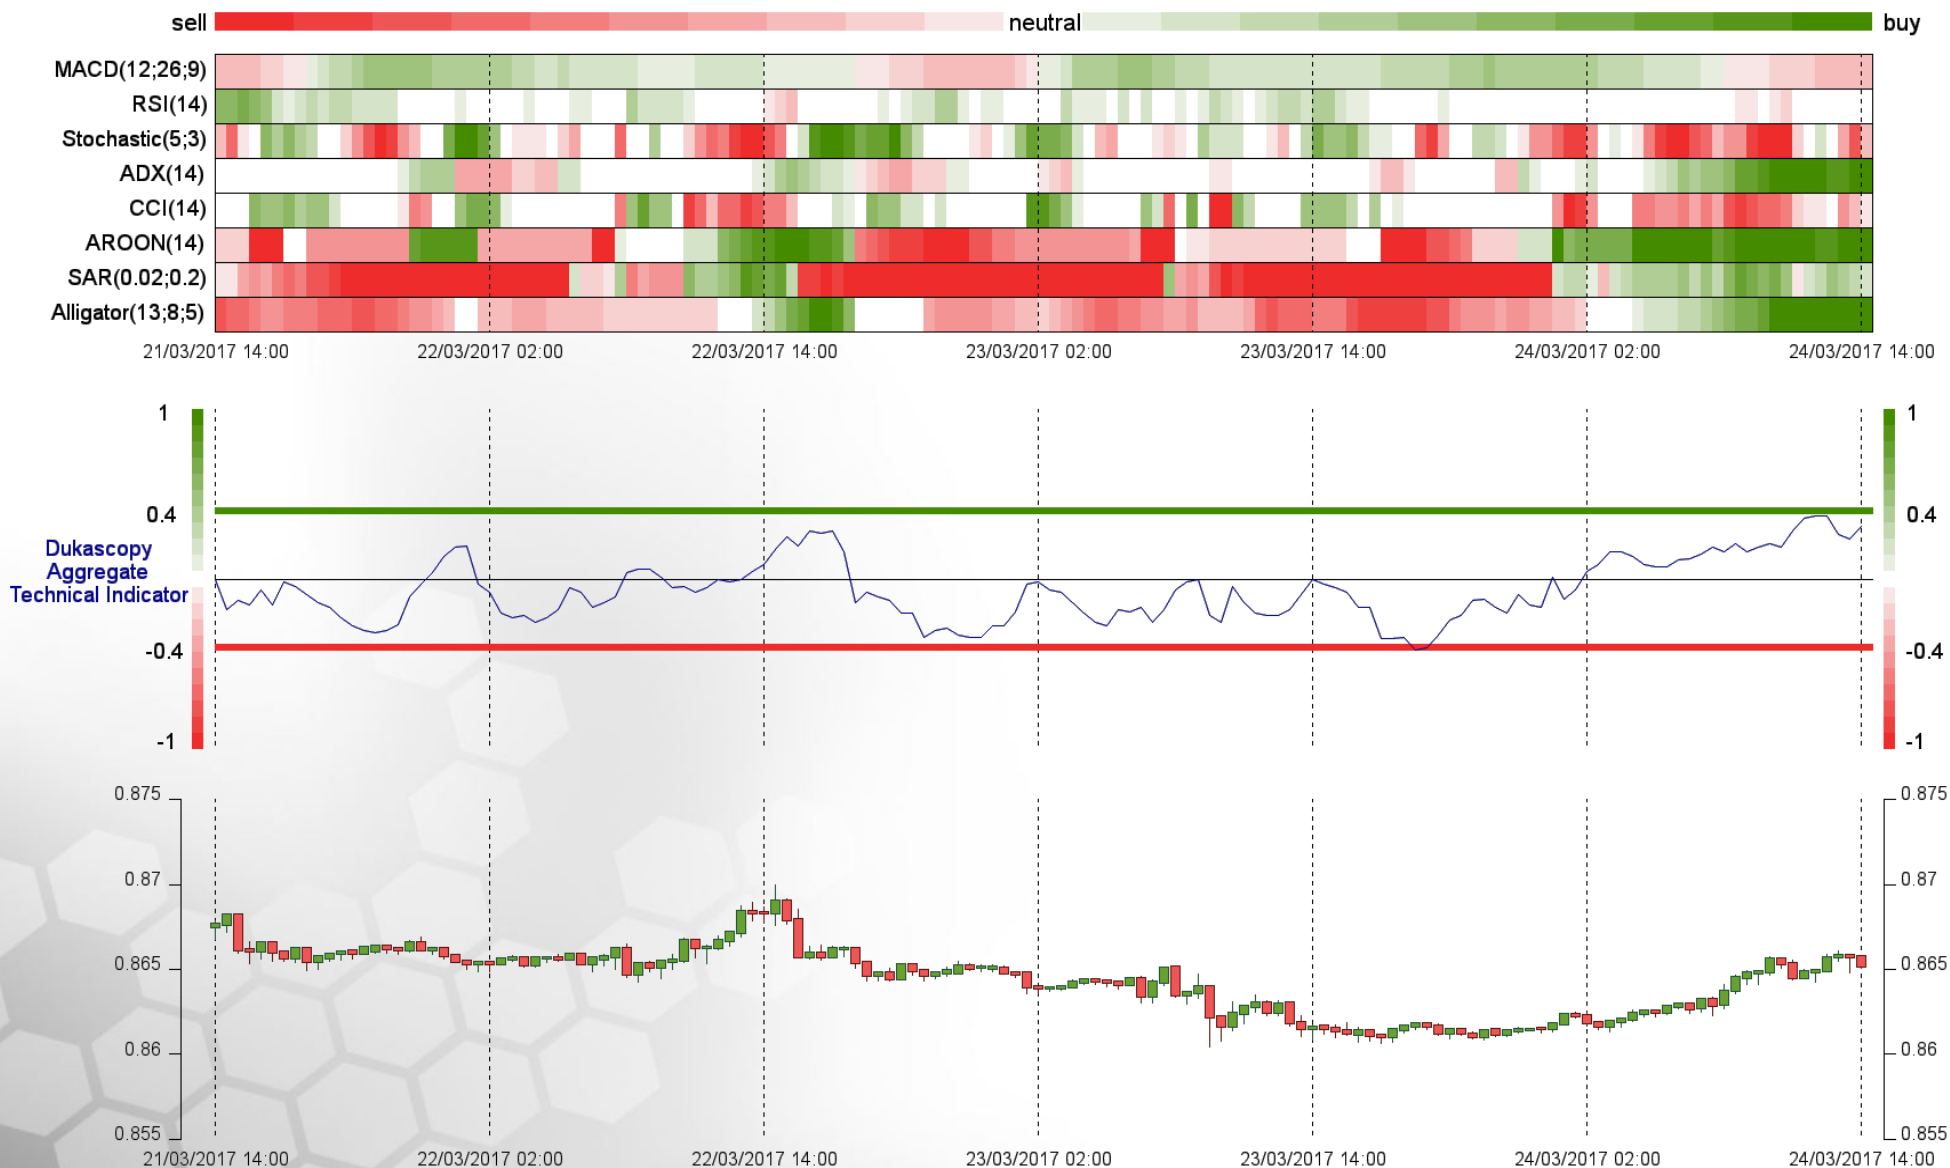 sell neutral buy
MACD(12;26;9)
RSI(14)
Stochastic(5;3)
ADX(14)
CCI(14)
AROON(14)
SAR(0.02;0.2)
Alligator(13;8;5)
21/03/2017 14:00 22/03/2017 02:00 22/03/2017 14:00 23/03/2017 02:00 23/03/2017 14:00 24/03/2017 02:00 24/03/2017 14:00
1 1
0.4 0.4
Dukascopy
Aggregate
Technical Indicator
-0.4 -0.4
-1 -1
0.875 0.875
0.87 0.87
0.865 0.865
0.86 0.86
0.855 0.855
21/03/2017 14:00 22/03/2017 02:00 22/03/2017 14:00 23/03/2017 02:00 23/03/2017 14:00 24/03/2017 02:00 24/03/2017 14:00